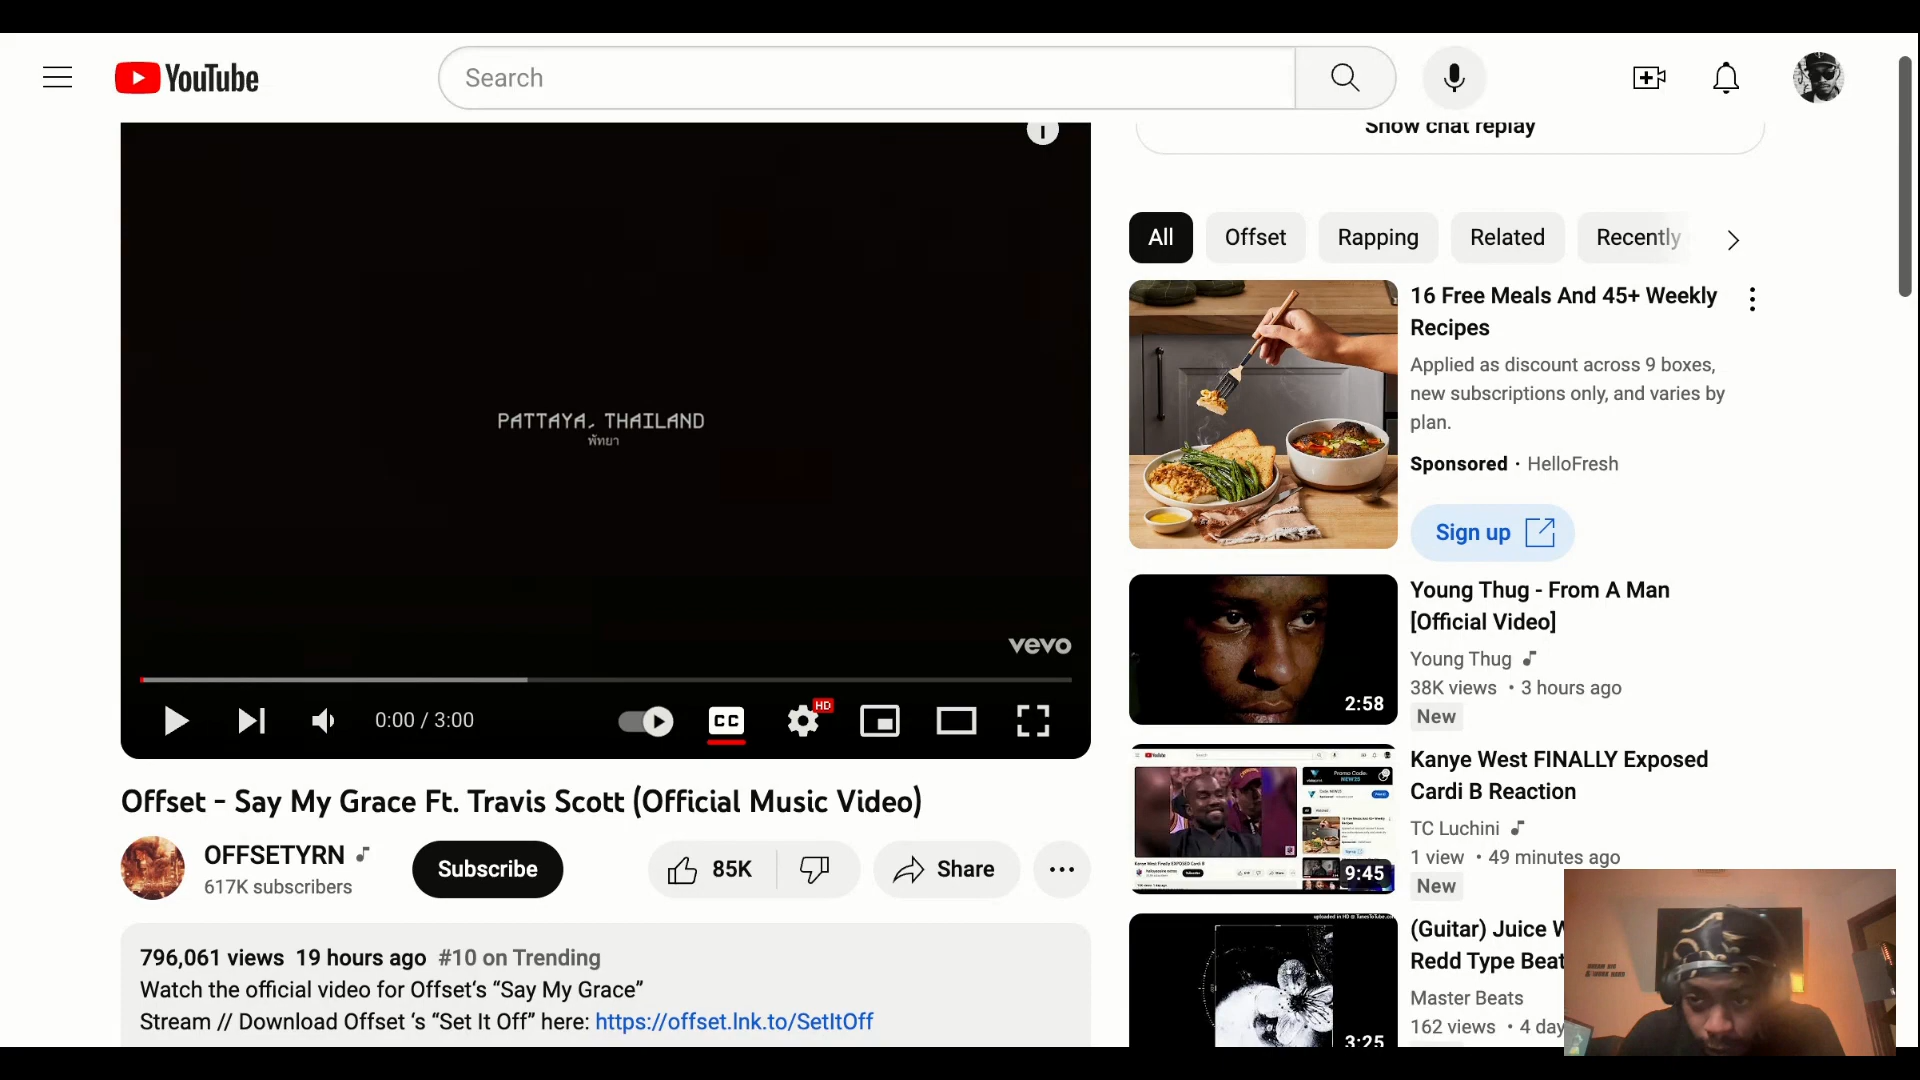 YouTube
Search
Show chat replay
PATTAYA, THAILAND
พัทยา
vevo
0:00 / 3:00
CC
HD
Offset - Say My Grace Ft. Travis Scott (Official Music Video)
OFFSETYRN
617K subscribers
Subscribe
85K
Share
796,061 views 19 hours ago #10 on Trending
Watch the official video for Offset‘s “Say My Grace”
Stream // Download Offset ‘s “Set It Off” here: https://offset.lnk.to/SetItOff
All
Offset
Rapping
Related
Recently
16 Free Meals And 45+ Weekly
Recipes
Applied as discount across 9 boxes,
new subscriptions only, and varies by
plan.
Sponsored · HelloFresh
Sign up
2:58
Young Thug - From A Man
[Official Video]
Young Thug
38K views • 3 hours ago
New
9:45
Kanye West FINALLY Exposed
Cardi B Reaction
TC Luchini
1 view • 49 minutes ago
New
3:25
(Guitar) Juice W
Redd Type Beat
Master Beats
162 views • 4 day